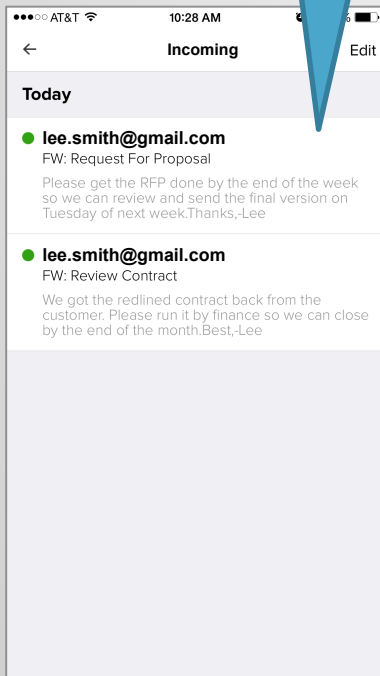 AT&T 10:28 AM %
Incoming Edit
Today
lee.smith@gmail.com
FW: Request For Proposal
Please get the RFP done by the end of the week
so we can review and send the final version on
Tuesday of next week.Thanks,-Lee
lee.smith@gmail.com
FW: Review Contract
We got the redlined contract back from the
customer. Please run it by finance so we can close
by the end of the month.Best,-Lee